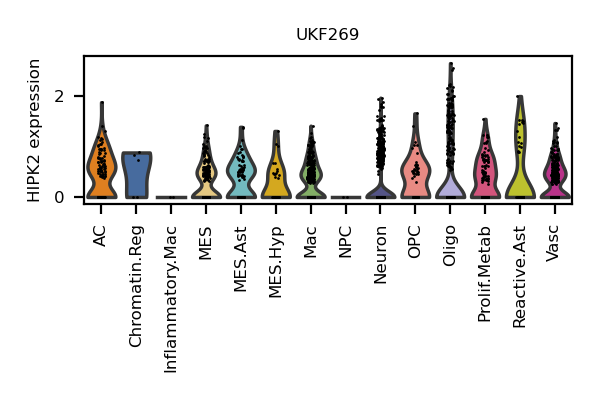 UKF269
HIPK2 expression
2
0
AC
Chromatin.Reg
Inflammatory.Mac
MES
MES.Ast
MES.Hyp
Mac
NPC
Neuron
OPC
Oligo
Prolif.Metab
Reactive.Ast
Vasc